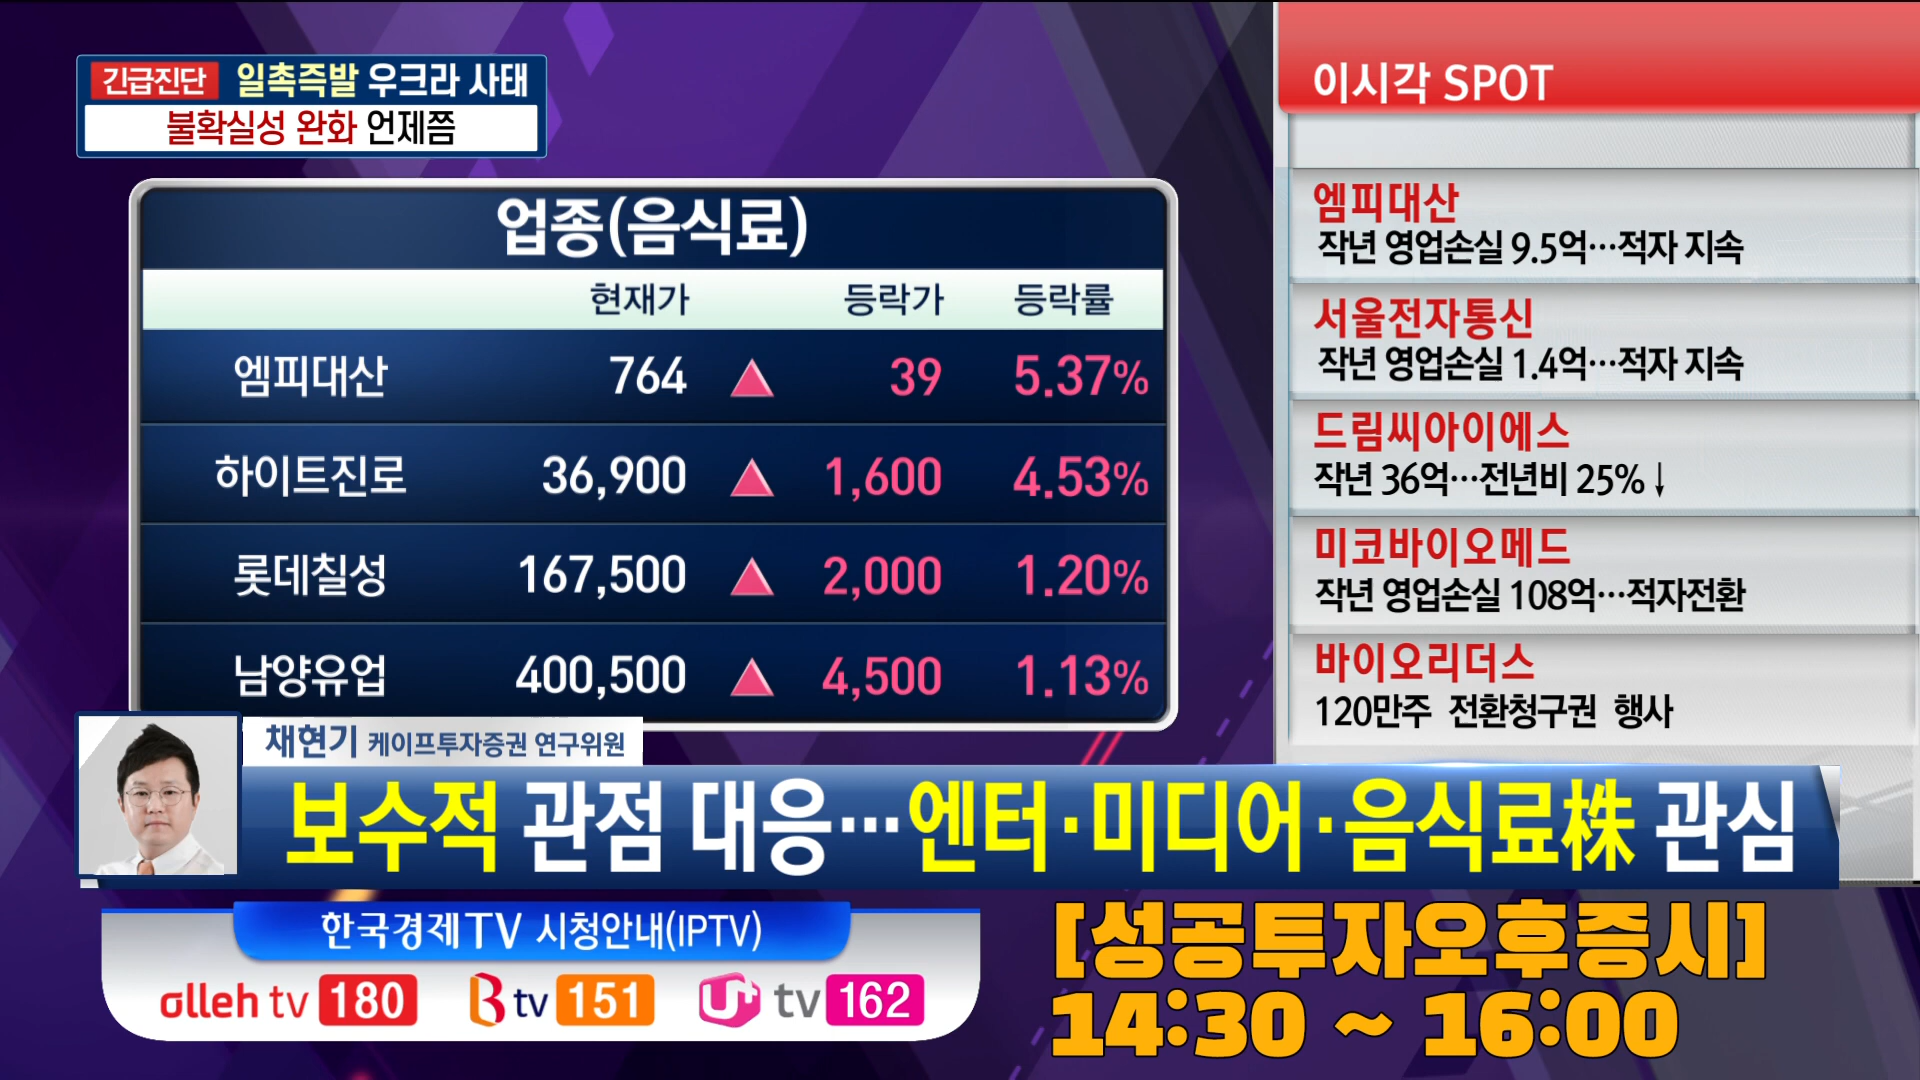 긴급진단 일촉즉발 우크라 사태
불확실성 완화 언제쯤
업종(음식료)
현재가 등락가 등락률
엠피대산 764 ▲ 39 5.37%
하이트진로 36,900 ▲ 1,600 4.53%
롯데칠성 167,500 ▲ 2,000 1.20%
남양유업 400,500 ▲ 4,500 1.13%
이시각 SPOT
엠피대산
작년 영업손실 9.5억…적자 지속
서울전자통신
작년 영업손실 1.4억…적자 지속
드림씨아이에스
작년 36억…전년비 25%↓
미코바이오메드
작년 영업손실 108억…적자전환
바이오리더스
120만주 전환청구권 행사
채현기 케이프투자증권 연구위원
보수적 관점 대응…엔터·미디어·음식료株 관심
한국경제TV 시청안내(IPTV)
olleh tv 180 B tv 151 U+ tv 162
[성공투자오후증시]
14:30 ~ 16:00